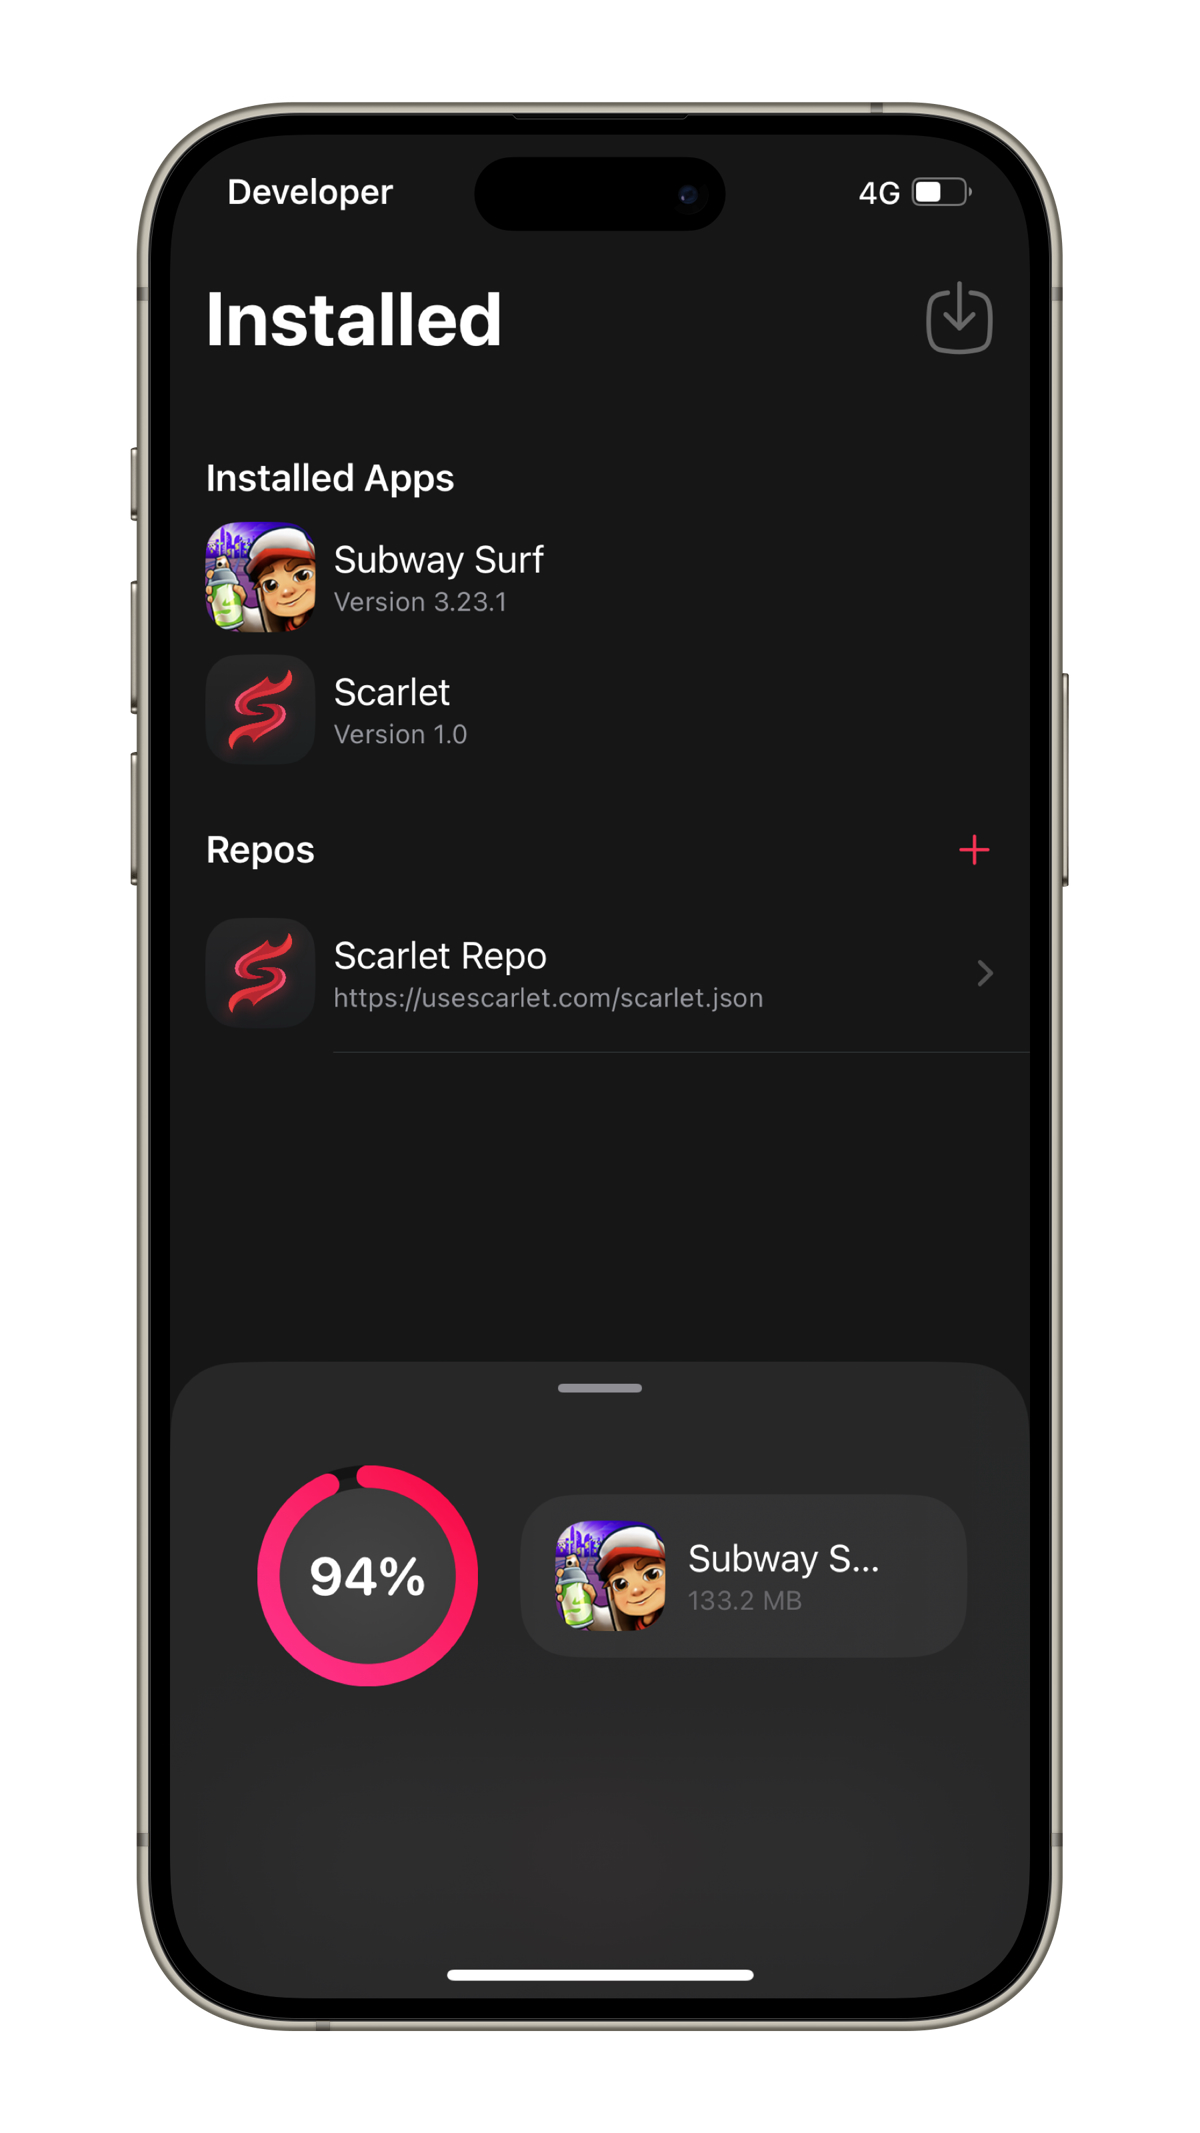 Developer
4G
Installed
Installed Apps
Subway Surf
Version 3.23.1
Scarlet
Version 1.0
Repos
Scarlet Repo
https://usescarlet.com/scarlet.json
94%
Subway S...
133.2 MB